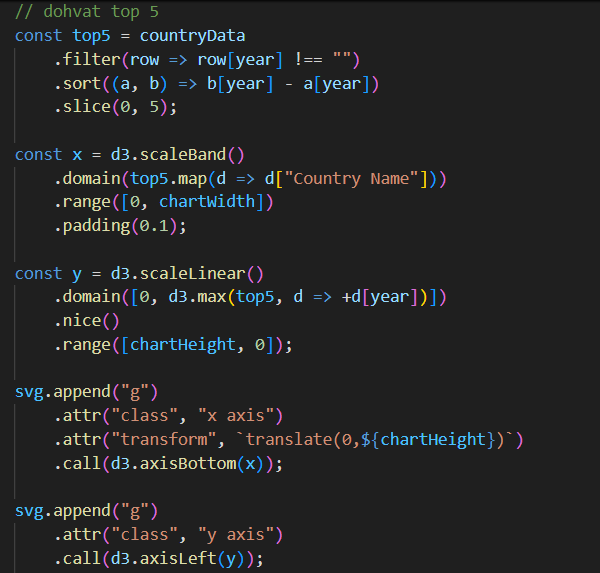 // dohvat top 5
const top5 = countryData
    .filter(row => row[year] !== "")
    .sort((a, b) => b[year] - a[year])
    .slice(0, 5);

const x = d3.scaleBand()
    .domain(top5.map(d => d["Country Name"]))
    .range([0, chartWidth])
    .padding(0.1);

const y = d3.scaleLinear()
    .domain([0, d3.max(top5, d => +d[year])])
    .nice()
    .range([chartHeight, 0]);

svg.append("g")
    .attr("class", "x axis")
    .attr("transform", `translate(0,${chartHeight})`)
    .call(d3.axisBottom(x));

svg.append("g")
    .attr("class", "y axis")
    .call(d3.axisLeft(y));